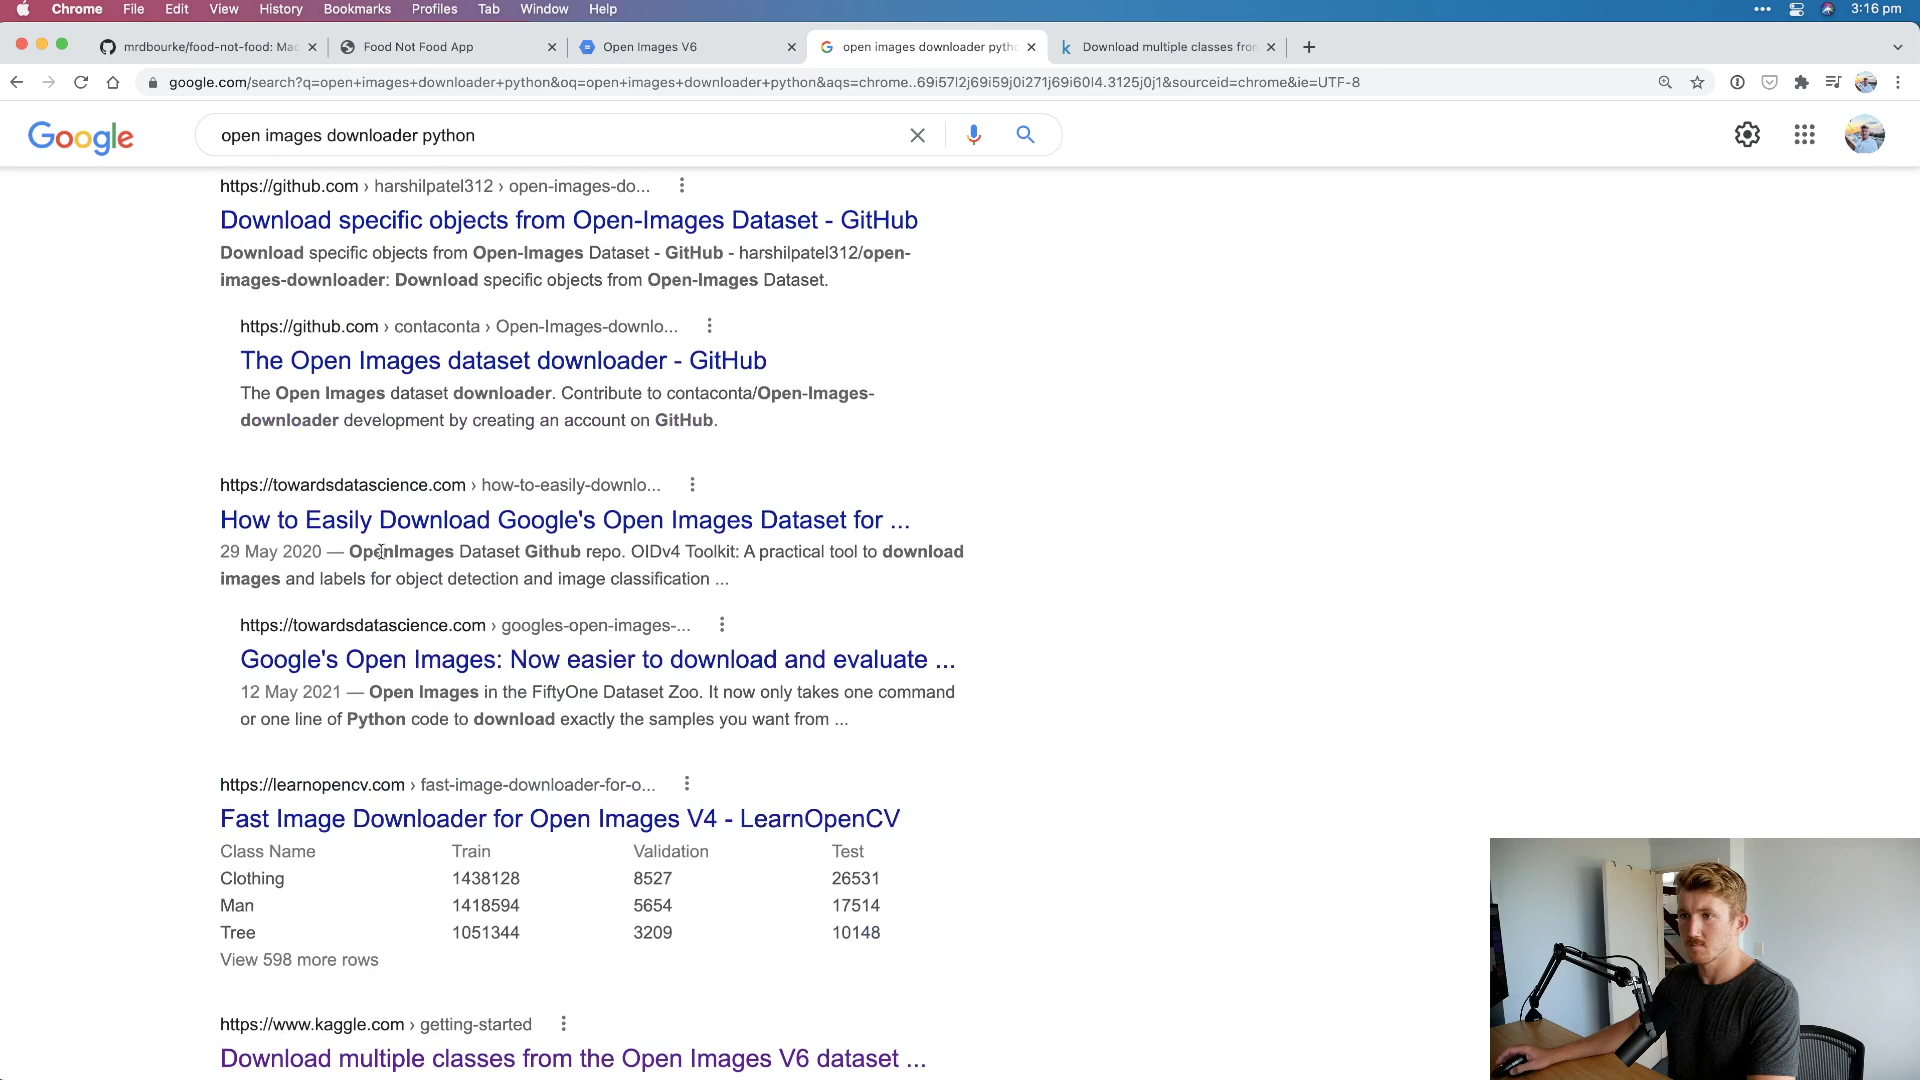 Chrome File Edit View History Bookmarks Profiles Tab Window Help 3:16 pm
mrdbourke/food-not-food: Mac Food Not Food App Open Images V6 open images downloader pytho Download multiple classes from
google.com/search?q=open+images+downloader+python&oq=open+images+downloader+python&aqs=chrome..69i57l2j69i59j0i271j69i60l4.3125j0j1&sourceid=chrome&ie=UTF-8
Google open images downloader python
https://github.com › harshilpatel312 › open-images-do...
Download specific objects from Open-Images Dataset - GitHub
Download specific objects from Open-Images Dataset - GitHub - harshilpatel312/open-
images-downloader: Download specific objects from Open-Images Dataset.
https://github.com › contaconta › Open-Images-downlo...
The Open Images dataset downloader - GitHub
The Open Images dataset downloader. Contribute to contaconta/Open-Images-
downloader development by creating an account on GitHub.
https://towardsdatascience.com › how-to-easily-downlo...
How to Easily Download Google's Open Images Dataset for ...
29 May 2020 — OpenImages Dataset Github repo. OIDv4 Toolkit: A practical tool to download
images and labels for object detection and image classification ...
https://towardsdatascience.com › googles-open-images-...
Google's Open Images: Now easier to download and evaluate ...
12 May 2021 — Open Images in the FiftyOne Dataset Zoo. It now only takes one command
or one line of Python code to download exactly the samples you want from ...
https://learnopencv.com › fast-image-downloader-for-o...
Fast Image Downloader for Open Images V4 - LearnOpenCV
Class Name Train Validation Test
Clothing 1438128 8527 26531
Man 1418594 5654 17514
Tree 1051344 3209 10148
View 598 more rows
https://www.kaggle.com › getting-started
Download multiple classes from the Open Images V6 dataset ...